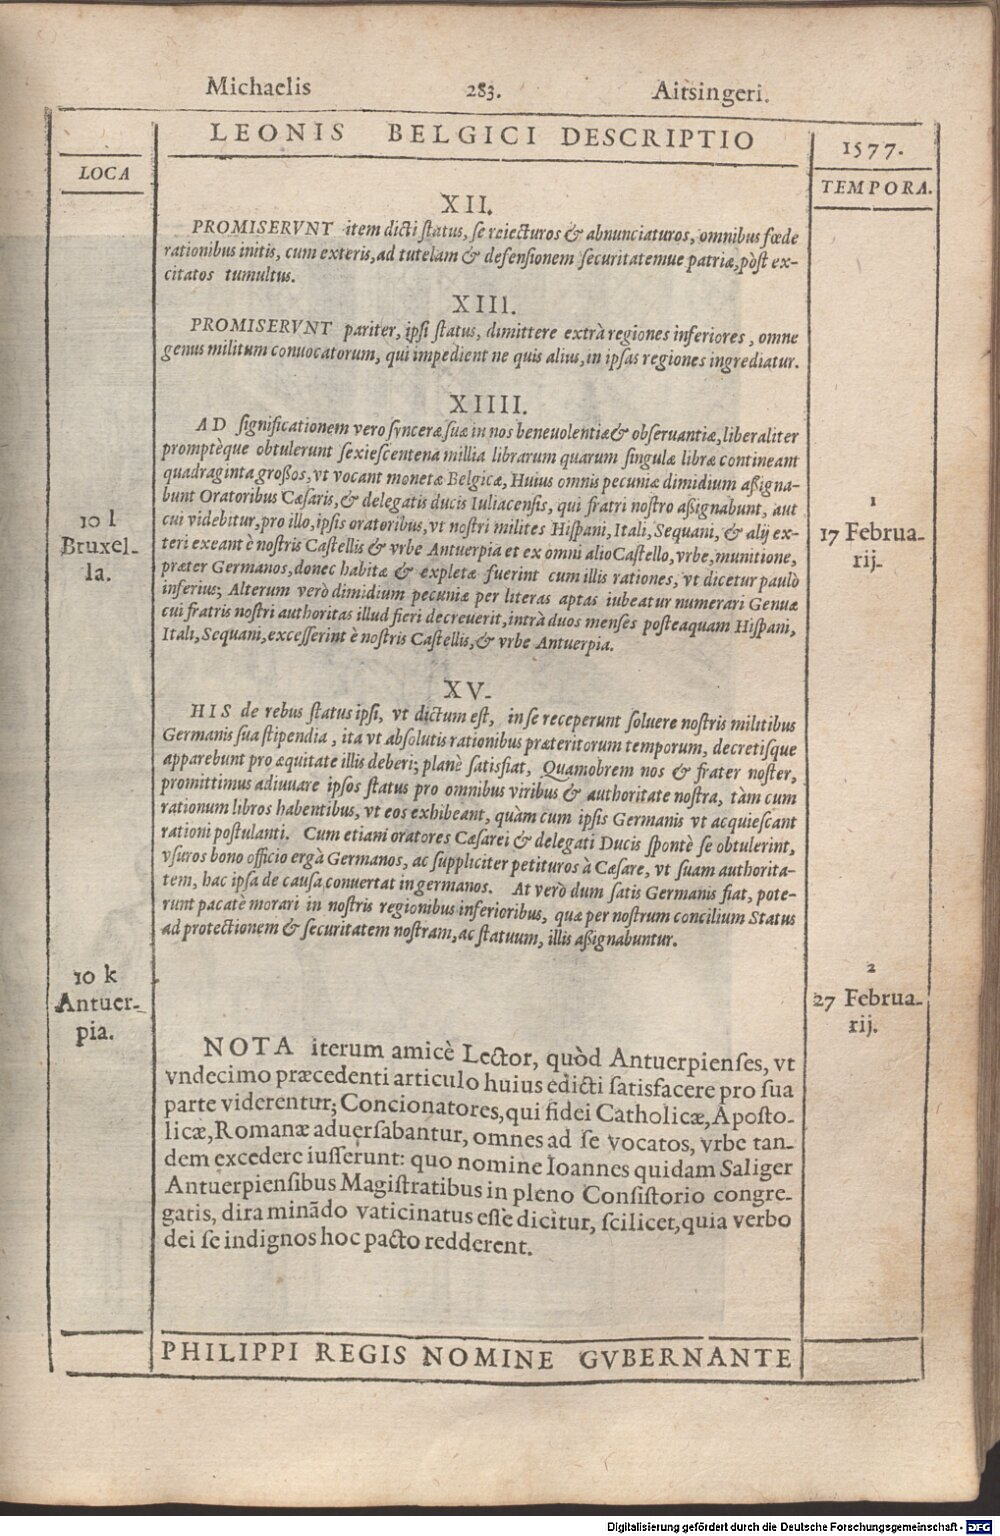 Michaelis 283. Aitsingeri.
LEONIS BELGICI DESCRIPTIO
1577.
LOCA
TEMPORA.
XII.
PROMISERVNT item dicti ſtatus, ſe reiecturos & abnunciaturos, omnibus fœde
rationibus initis, cum exteris, ad tutelam & defenſionem ſecuritatemue patriæ, pòſt ex-
citatos tumultus.
XIII.
PROMISERVNT pariter, ipſi ſtatus, dimittere extrà regiones inferiores, omne
genus militum conuocatorum, qui impedient ne quis alius, in ipſas regiones ingrediatur.
XIIII.
AD ſignificationem vero ſynceræ ſuæ in nos beneuolentiæ & obſeruantiæ, liberaliter
promptèque obtulerunt ſexieſcentena millia librarum quarum ſingulæ libræ contineant
quadraginta großos, vt vocant monetæ Belgicæ, Huius omnis pecuniæ dimidium aßigna-
bunt Oratoribus Cæſaris, & delegatis ducis Iuliacenſis, qui fratri noſtro aßignabunt, aut
cui videbitur, pro illo, ipſis oratoribus, vt noſtri milites Hiſpani, Itali, Sequani, & alij ex-
teri exeant è noſtris Caſtellis & vrbe Antuerpia et ex omni alio Caſtello, vrbe, munitione,
præter Germanos, donec habitæ & expletæ fuerint cum illis rationes, vt dicetur paulò
inferius; Alterum verò dimidium pecuniæ per literas aptas iubeatur numerari Genuæ
cui fratris noſtri authoritas illud fieri decreuerit, intrà duos menſes poſteaquam Hiſpani,
Itali, Sequani, exceſſerint è noſtris Caſtellis, & vrbe Antuerpia.
10 l
Bruxel-
la.
1
17 Februa-
rij.
XV.
HIS de rebus ſtatus ipſi, vt dictum eſt, in ſe receperunt ſoluere noſtris militibus
Germanis ſua ſtipendia, ita vt abſolutis rationibus præteritorum temporum, decretiſque
apparebunt pro æquitate illis deberi; planè ſatisfiat, Quamobrem nos & frater noſter,
promittimus adiuuare ipſos ſtatus pro omnibus viribus & authoritate noſtra, tàm cum
rationum libros habentibus, vt eos exhibeant, quàm cum ipſis Germanis vt acquieſcant
rationi poſtulanti. Cum etiam oratores Cæſarei & delegati Ducis ſpontè ſe obtulerint,
vſuros bono officio ergà Germanos, ac ſuppliciter petituros à Cæſare, vt ſuam authorita-
tem, hac ipſa de cauſa conuertat in germanos. At verò dum ſatis Germanis fiat, pote-
runt pacatè morari in noſtris regionibus inferioribus, quæ per noſtrum concilium Status
ad protectionem & ſecuritatem noſtram, ac ſtatuum, illis aßignabuntur.
10 k
Antuer-
pia.
2
27 Februa-
rij.
NOTA iterum amicè Lector, quòd Antuerpienſes, vt
vndecimo præcedenti articulo huius edicti ſatisfacere pro ſua
parte viderentur; Concionatores, qui fidei Catholicæ, Apoſto-
licæ, Romanæ aduerſabantur, omnes ad ſe vocatos, vrbe tan-
dem excedere iuſſerunt: quo nomine Ioannes quidam Saliger
Antuerpienſibus Magiſtratibus in pleno Conſiſtorio congre-
gatis, dira minãdo vaticinatus eſſe dicitur, ſcilicet, quia verbo
dei ſe indignos hoc pacto redderent.
PHILIPPI REGIS NOMINE GVBERNANTE
Digitalisierung gefördert durch die Deutsche Forschungsgemeinschaft - DFG